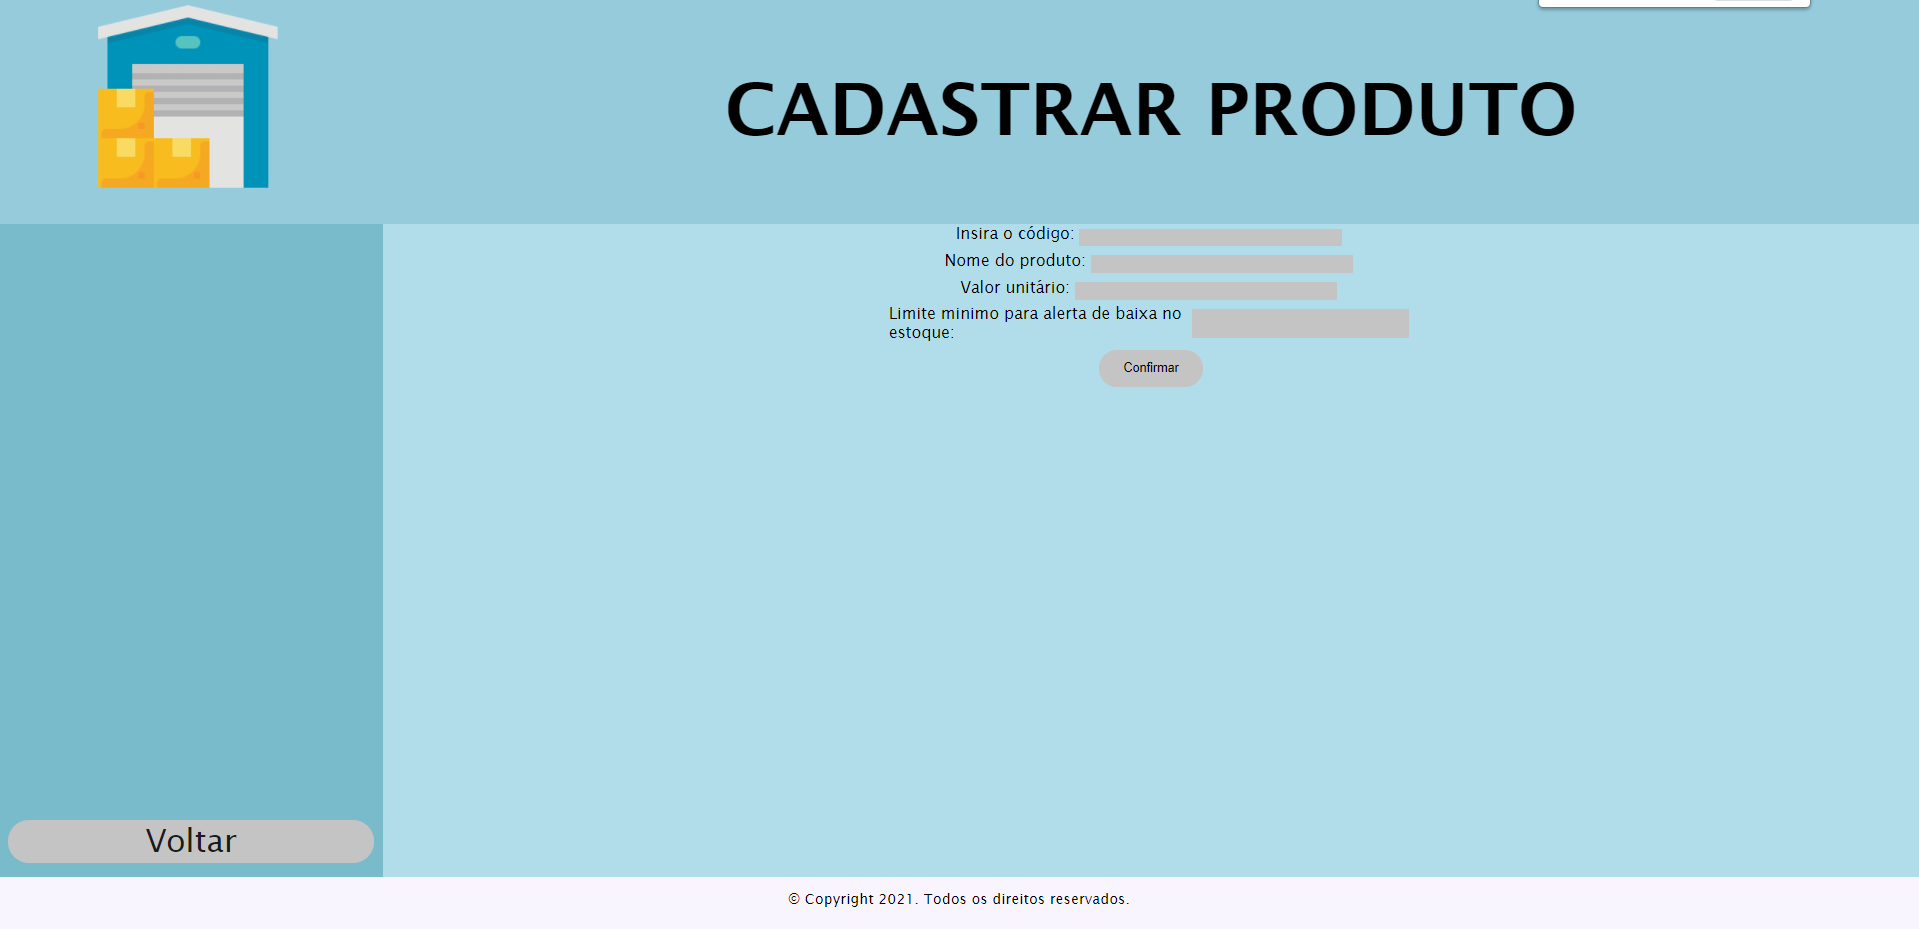 CADASTRAR PRODUTO
Insira o código:
Nome do produto:
Valor unitário:
Limite minimo para alerta de baixa no
estoque:
Confirmar
Voltar
© Copyright 2021. Todos os direitos reservados.